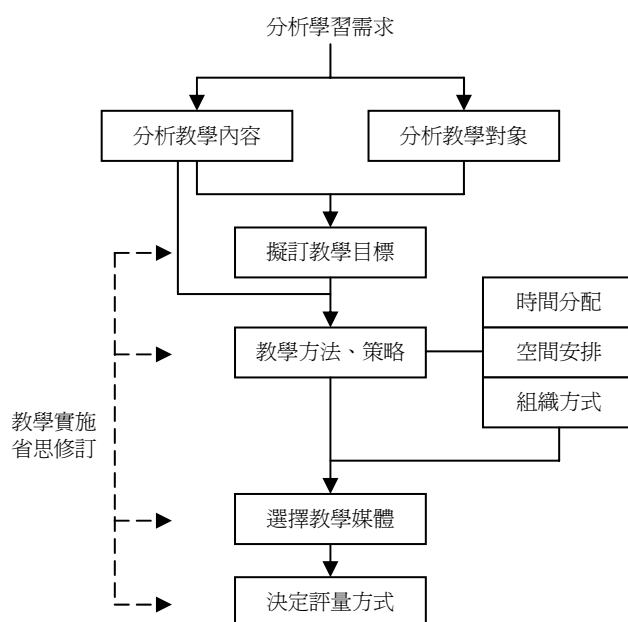 分析學習需求
分析教學內容
分析教學對象
擬訂教學目標
時間分配
教學方法、策略
空間安排
組織方式
教學實施
省思修訂
選擇教學媒體
決定評量方式